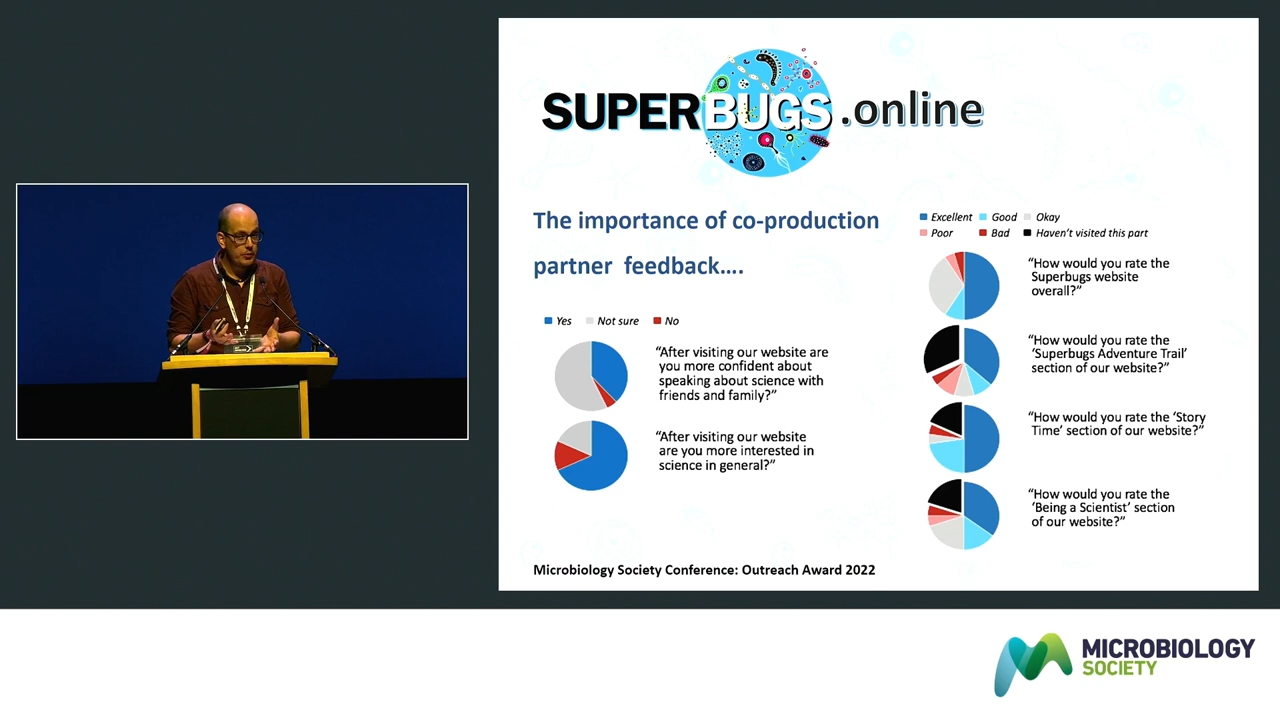 SUPERBUGS.online
The importance of co-production
partner feedback....
Yes Not sure No
“After visiting our website are
you more confident about
speaking about science with
friends and family?”
“After visiting our website
are you more interested in
science in general?”
Excellent Good Okay
Poor Bad Haven’t visited this part
“How would you rate the
Superbugs website
overall?”
“How would you rate the
‘Superbugs Adventure Trail’
section of our website?”
“How would you rate the ‘Story
Time’ section of our website?”
“How would you rate the
‘Being a Scientist’ section
of our website?”
Microbiology Society Conference: Outreach Award 2022
MICROBIOLOGY
SOCIETY